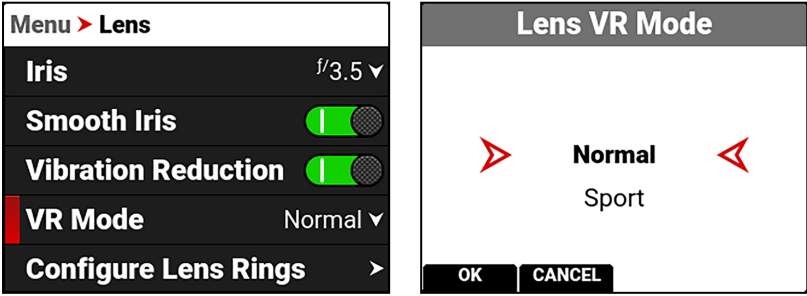 Menu > Lens
Iris f/3.5
Smooth Iris
Vibration Reduction
VR Mode Normal
Configure Lens Rings
Lens VR Mode
Normal
Sport
OK CANCEL